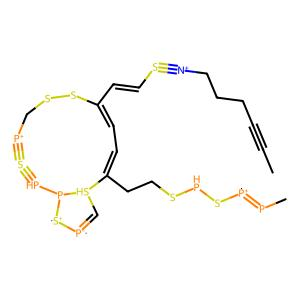 S N+
S S
P+
S
HP P HS
S+ P+
S P H S P+ P